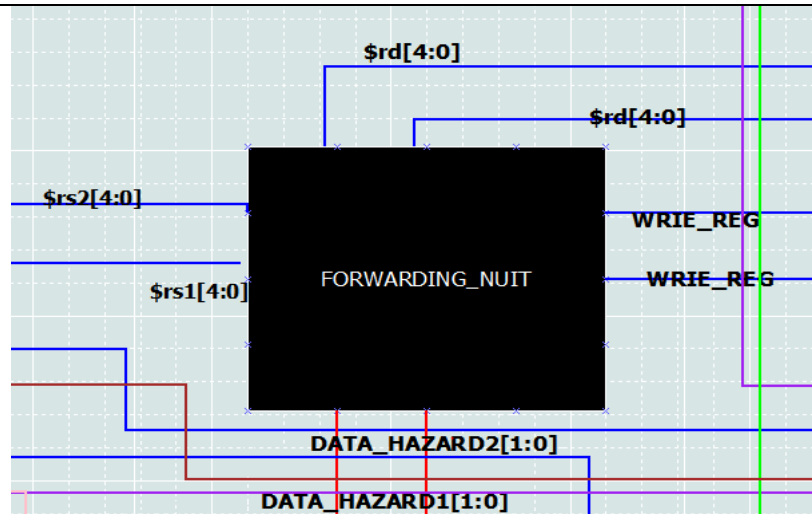 $rd[4:0]
$rd[4:0]
$rs2[4:0]
WRIE_REG
FORWARDING_NUIT
WRIE_REG
$rs1[4:0]
DATA_HAZARD2[1:0]
DATA_HAZARD1[1:0]